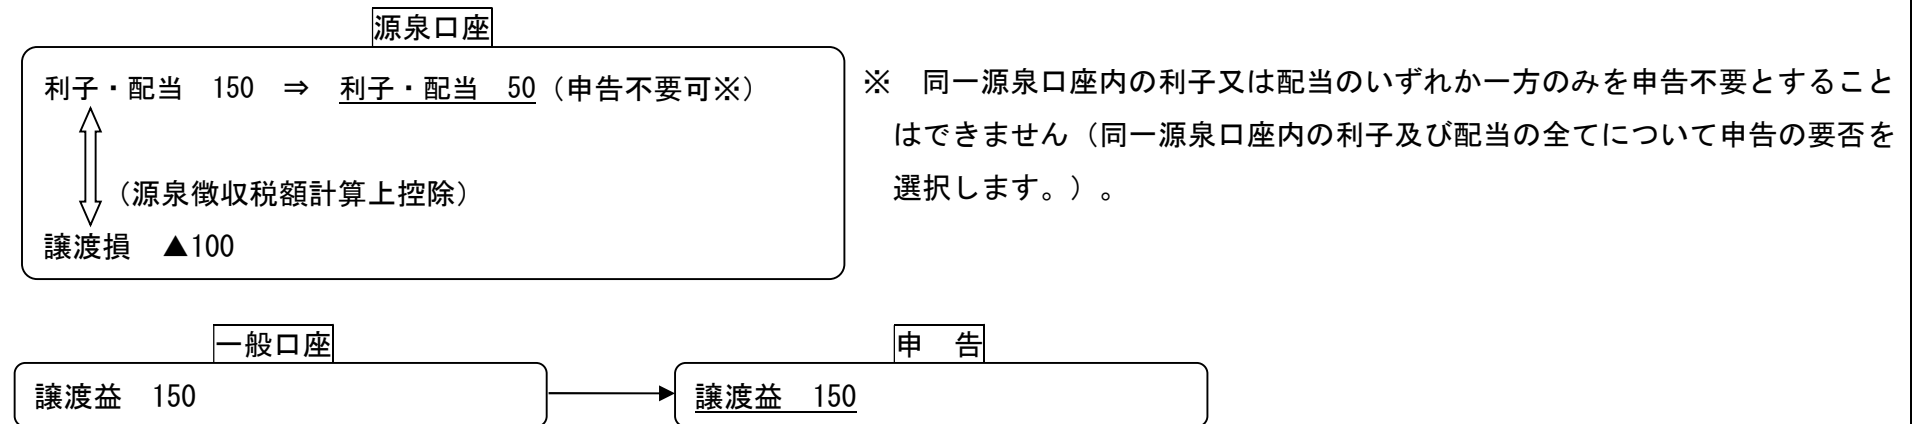 源泉口座
利子・配当　150　⇒　利子・配当　50（申告不要可※）
（源泉徴収税額計算上控除）
譲渡損　▲100
※　同一源泉口座内の利子又は配当のいずれか一方のみを申告不要とすること
はできません（同一源泉口座内の利子及び配当の全てについて申告の要否を
選択します。）。
一般口座
譲渡益　150
申　告
譲渡益　150